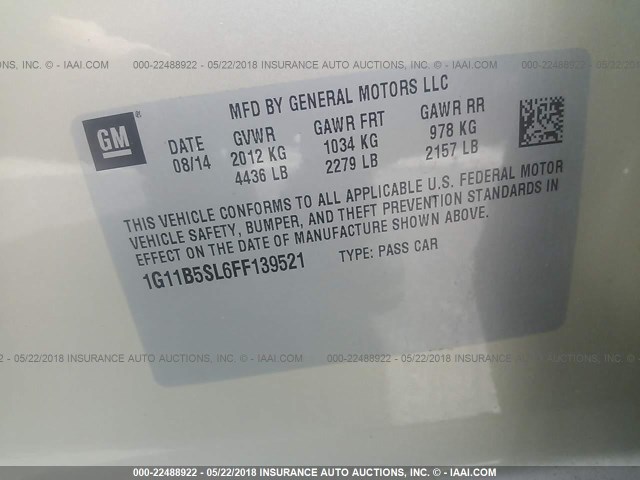 AUCTIONS, INC. © - IAAI.COM 000-22488922 - 05/22/2018 INSURANCE AUTO AUCTIONS, INC. © - IAAI.COM 000-22488922 - 05/22
MFD BY GENERAL MOTORS LLC
GM®
DATE GVWR GAWR FRT GAWR RR
08/14 2012 KG 1034 KG 978 KG
4436 LB 2279 LB 2157 LB
THIS VEHICLE CONFORMS TO ALL APPLICABLE U.S. FEDERAL MOTOR
VEHICLE SAFETY, BUMPER, AND THEFT PREVENTION STANDARDS IN
EFFECT ON THE DATE OF MANUFACTURE SHOWN ABOVE.
1G11B5SL6FF139521 TYPE: PASS CAR
22488922 - 05/22/2018 INSURANCE AUTO AUCTIONS, INC. © - IAAI.COM 000-22488922 - 05/22/2018 INSURANCE AUTO
000-22488922 - 05/22/2018 INSURANCE AUTO AUCTIONS, INC. © - IAAI.COM